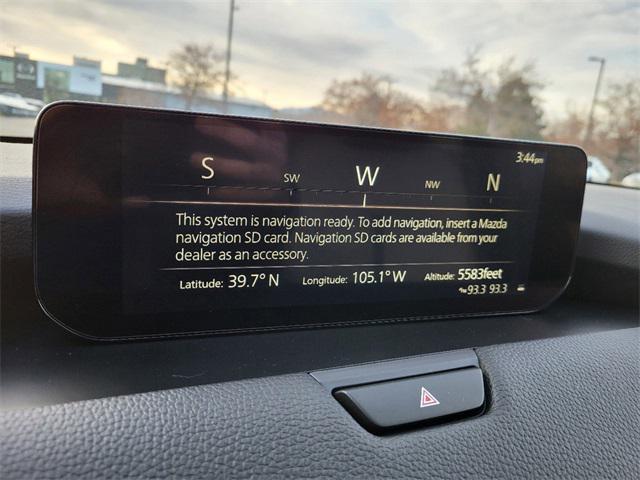 3:44pm
S SW W NW N
This system is navigation ready. To add navigation, insert a Mazda
navigation SD card. Navigation SD cards are available from your
dealer as an accessory.
Latitude: 39.7° N Longitude: 105.1° W Altitude: 5583feet
93.3 93.3